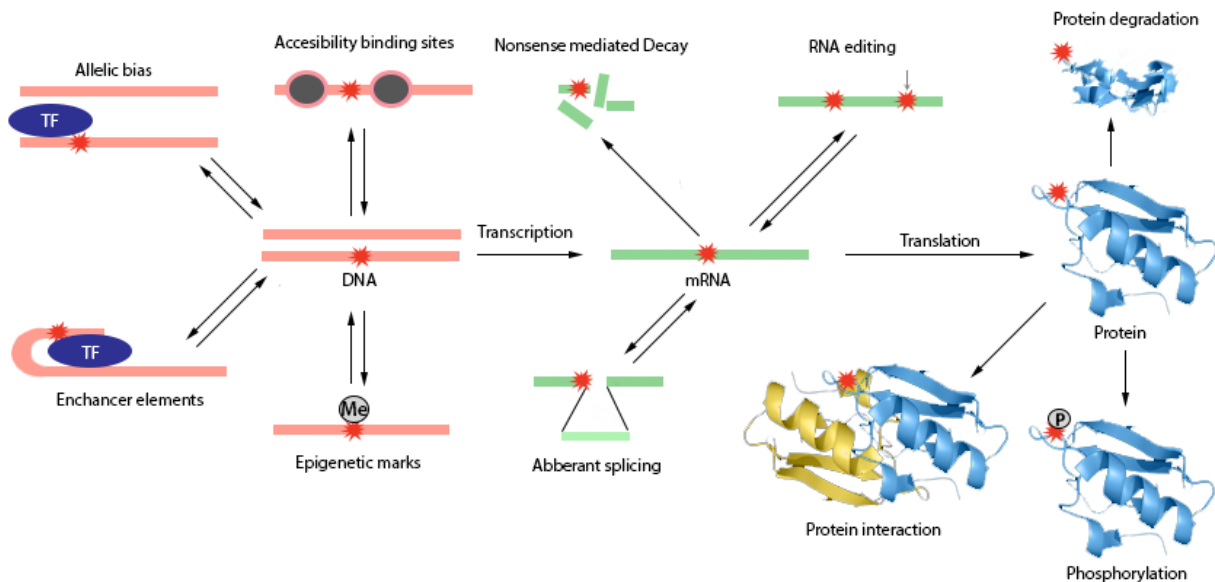 Protein degradation
Accesibility binding sites
Nonsense mediated Decay
RNA editing
Allelic bias
TF
Transcription
Translation
DNA
mRNA
Protein
TF
Enchancer elements
Me
Epigenetic marks
Abberant splicing
P
Protein interaction
Phosphorylation